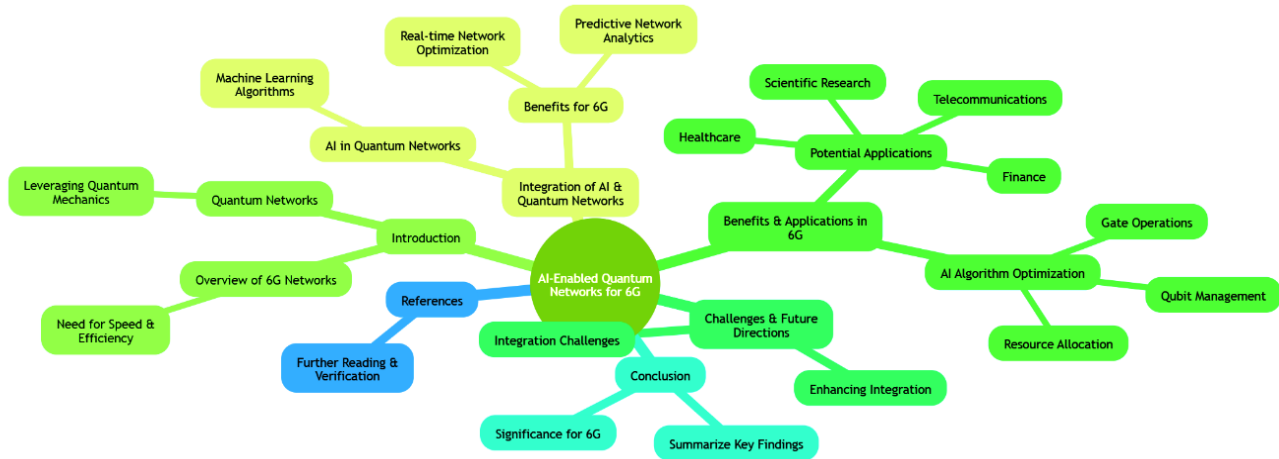 Predictive Network
Analytics
Real-time Network
Optimization
Machine Learning
Algorithms
Benefits for 6G
AI in Quantum Networks
Integration of AI &
Quantum Networks
Leveraging Quantum
Mechanics
Quantum Networks
Introduction
Overview of 6G Networks
Need for Speed &
Efficiency
AI-Enabled Quantum
Networks for 6G
References
Further Reading &
Verification
Scientific Research
Telecommunications
Healthcare
Potential Applications
Finance
Benefits & Applications in
6G
Gate Operations
AI Algorithm Optimization
Qubit Management
Resource Allocation
Challenges & Future
Directions
Integration Challenges
Enhancing Integration
Conclusion
Significance for 6G
Summarize Key Findings